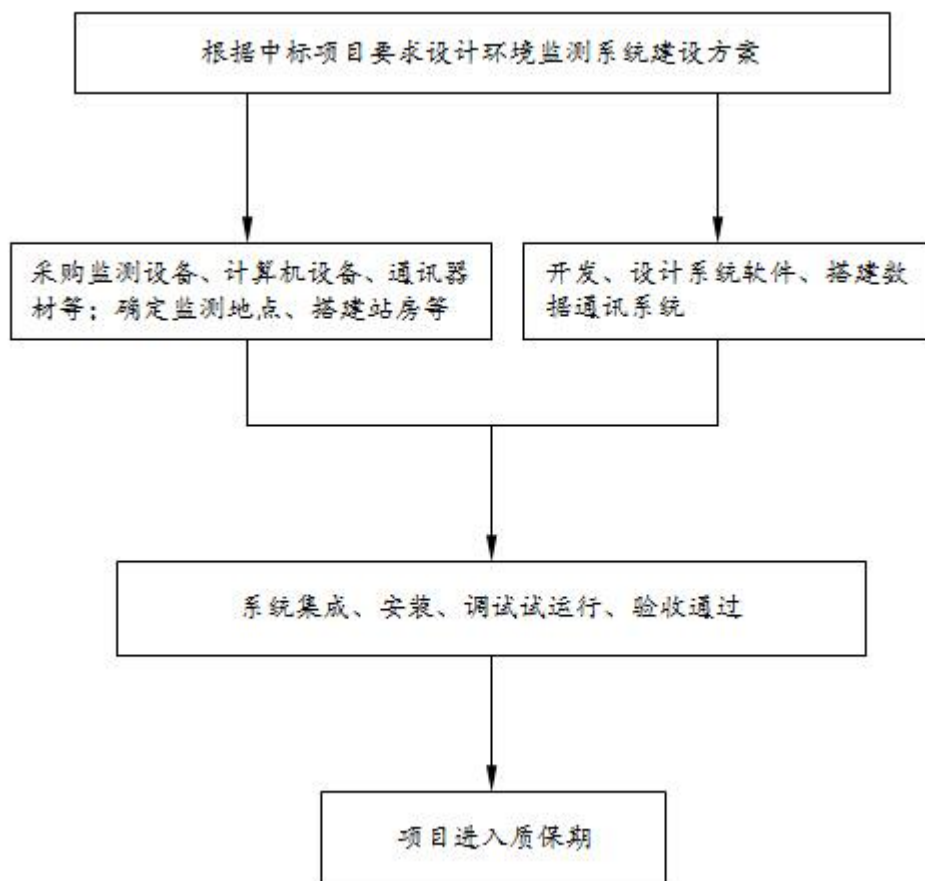 根据中标项目要求设计环境监测系统建设方案
采购监测设备、计算机设备、通讯器
材等；确定监测地点、搭建站房等
开发、设计系统软件、搭建数
据通讯系统
系统集成、安装、调试试运行、验收通过
项目进入质保期